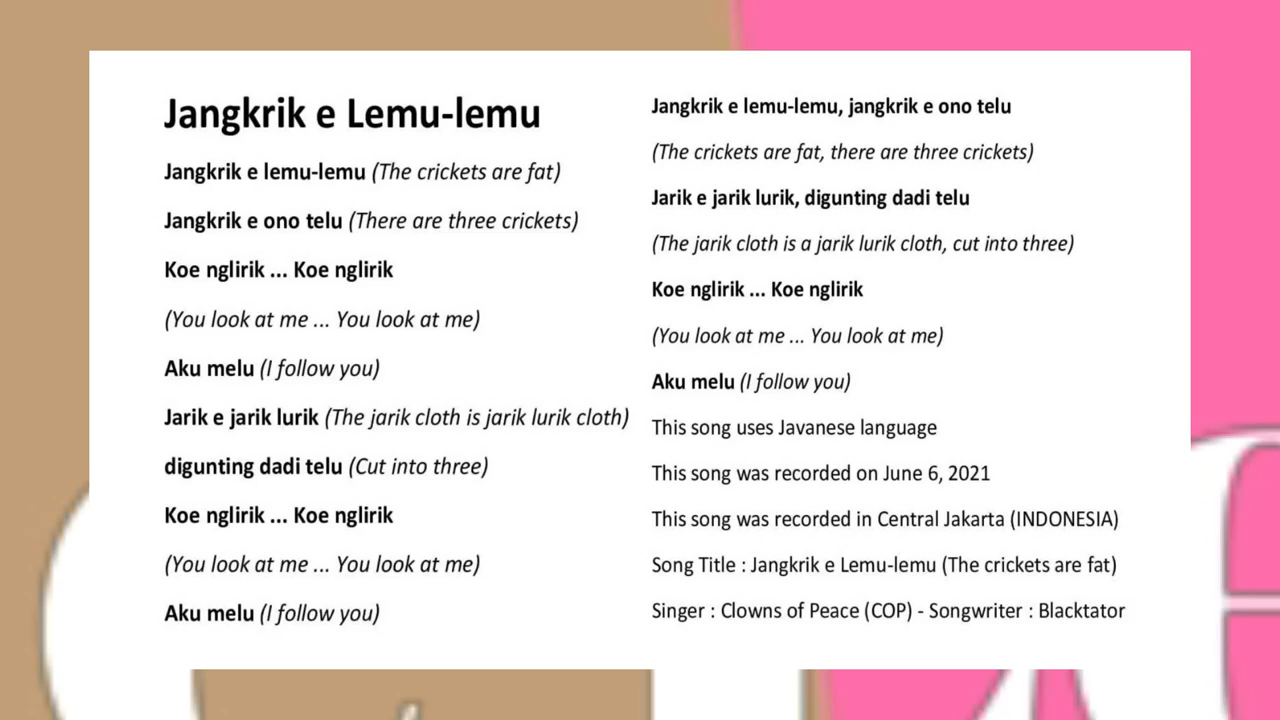 Jangkrik e Lemu-lemu
Jangkrik e lemu-lemu (The crickets are fat)
Jangkrik e ono telu (There are three crickets)
Koe nglirik ... Koe nglirik
(You look at me ... You look at me)
Aku melu (I follow you)
Jarik e jarik lurik (The jarik cloth is jarik lurik cloth)
digunting dadi telu (Cut into three)
Koe nglirik ... Koe nglirik
(You look at me ... You look at me)
Aku melu (I follow you)
Jangkrik e lemu-lemu, jangkrik e ono telu
(The crickets are fat, there are three crickets)
Jarik e jarik lurik, digunting dadi telu
(The jarik cloth is a jarik lurik cloth, cut into three)
Koe nglirik ... Koe nglirik
(You look at me ... You look at me)
Aku melu (I follow you)
This song uses Javanese language
This song was recorded on June 6, 2021
This song was recorded in Central Jakarta (INDONESIA)
Song Title : Jangkrik e Lemu-lemu (The crickets are fat)
Singer : Clowns of Peace (COP) - Songwriter : Blacktator